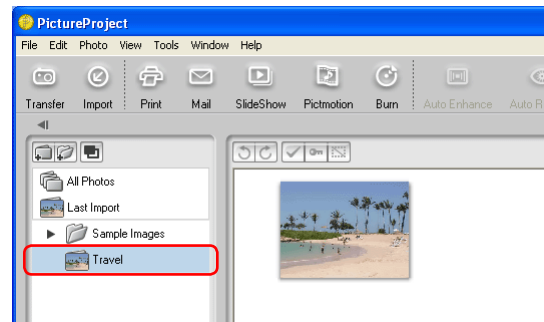 PictureProject
File Edit Photo View Tools Window Help
Transfer Import Print Mail SlideShow Pictmotion Burn Auto Enhance Auto R
All Photos
Last Import
Sample Images
Travel